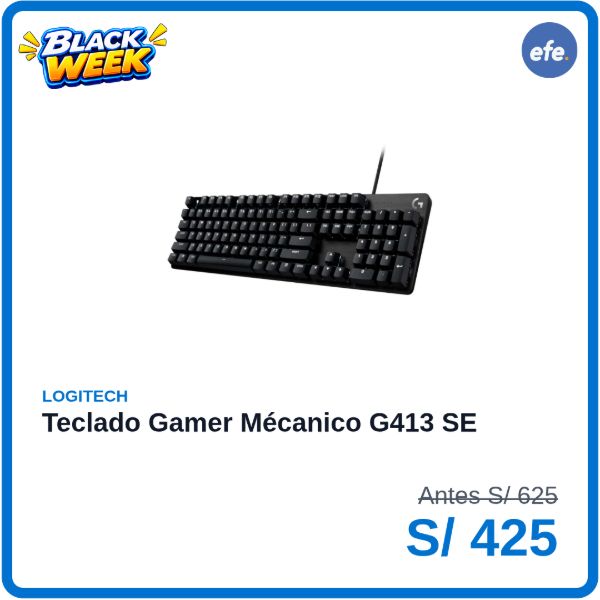 BLACK
WEEK
efe.
LOGITECH
Teclado Gamer Mécanico G413 SE
Antes S/ 625
S/ 425